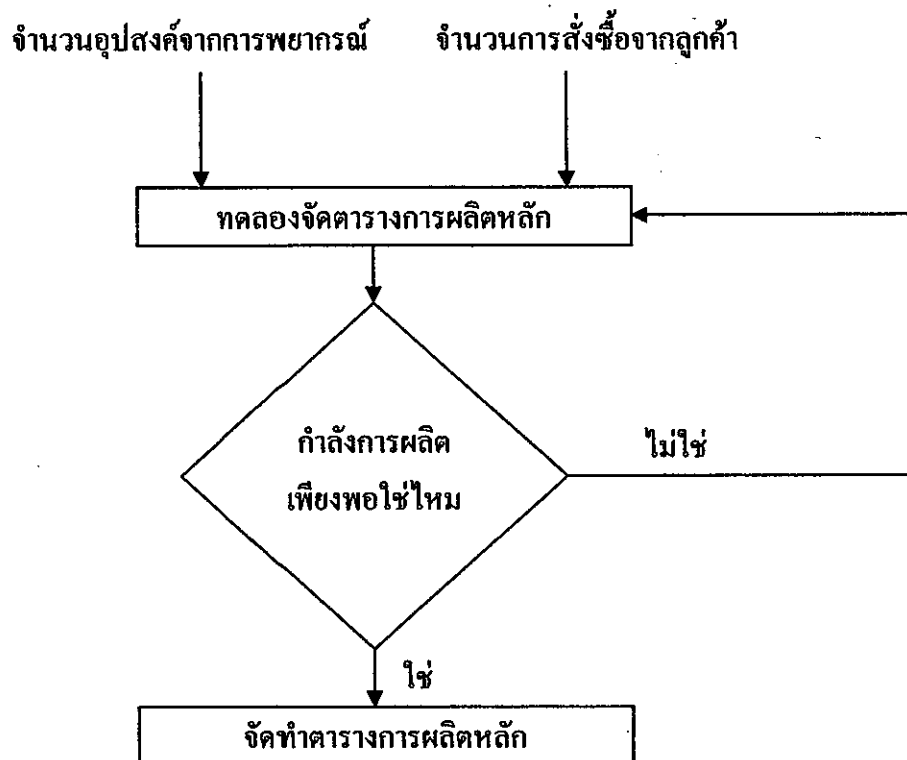 จำนวนอุปสงค์จากการพยากรณ์
จำนวนการสั่งซื้อจากลูกค้า
ทดลองจัดตารางการผลิตหลัก
กำลังการผลิต
เพียงพอใช่ไหม
ไม่ใช่
ใช่
จัดทำตารางการผลิตหลัก